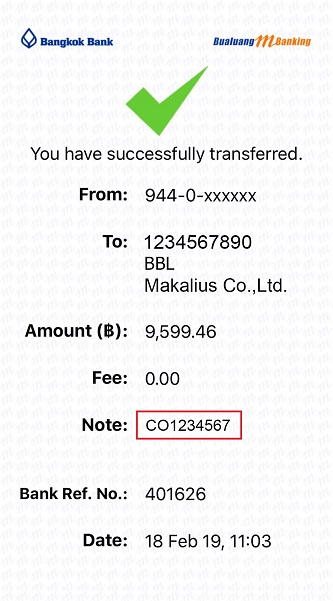 Bangkok Bank
Bualuang mBanking
You have successfully transferred.
From: 944-0-xxxxxx
To: 1234567890
BBL
Makalius Co.,Ltd.
Amount (฿): 9,599.46
Fee: 0.00
Note: CO1234567
Bank Ref. No.: 401626
Date: 18 Feb 19, 11:03